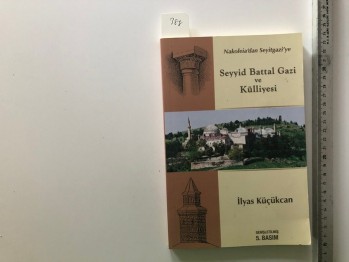 Nakoleia'dan Seyitgazi'ye
Seyyid Battal Gazi
ve
Külliyesi
İlyas Küçükcan
5. BASIM